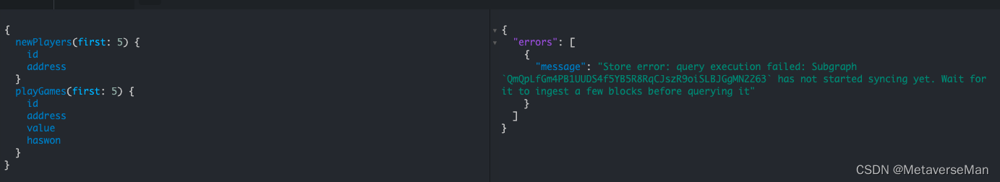 {
newPlayers(first: 5) {
id
address
}
playGames(first: 5) {
id
address
value
haswon
}
}
{
"errors": [
{
"message": "Store error: query execution failed: Subgraph
`QmQpLfGm4PB1UUDS4f5YB5R8RqCJszR9oiSLBJGgMNZZ63` has not started syncing yet. Wait for
it to ingest a few blocks before querying it"
}
]
}
CSDN @MetaverseMan